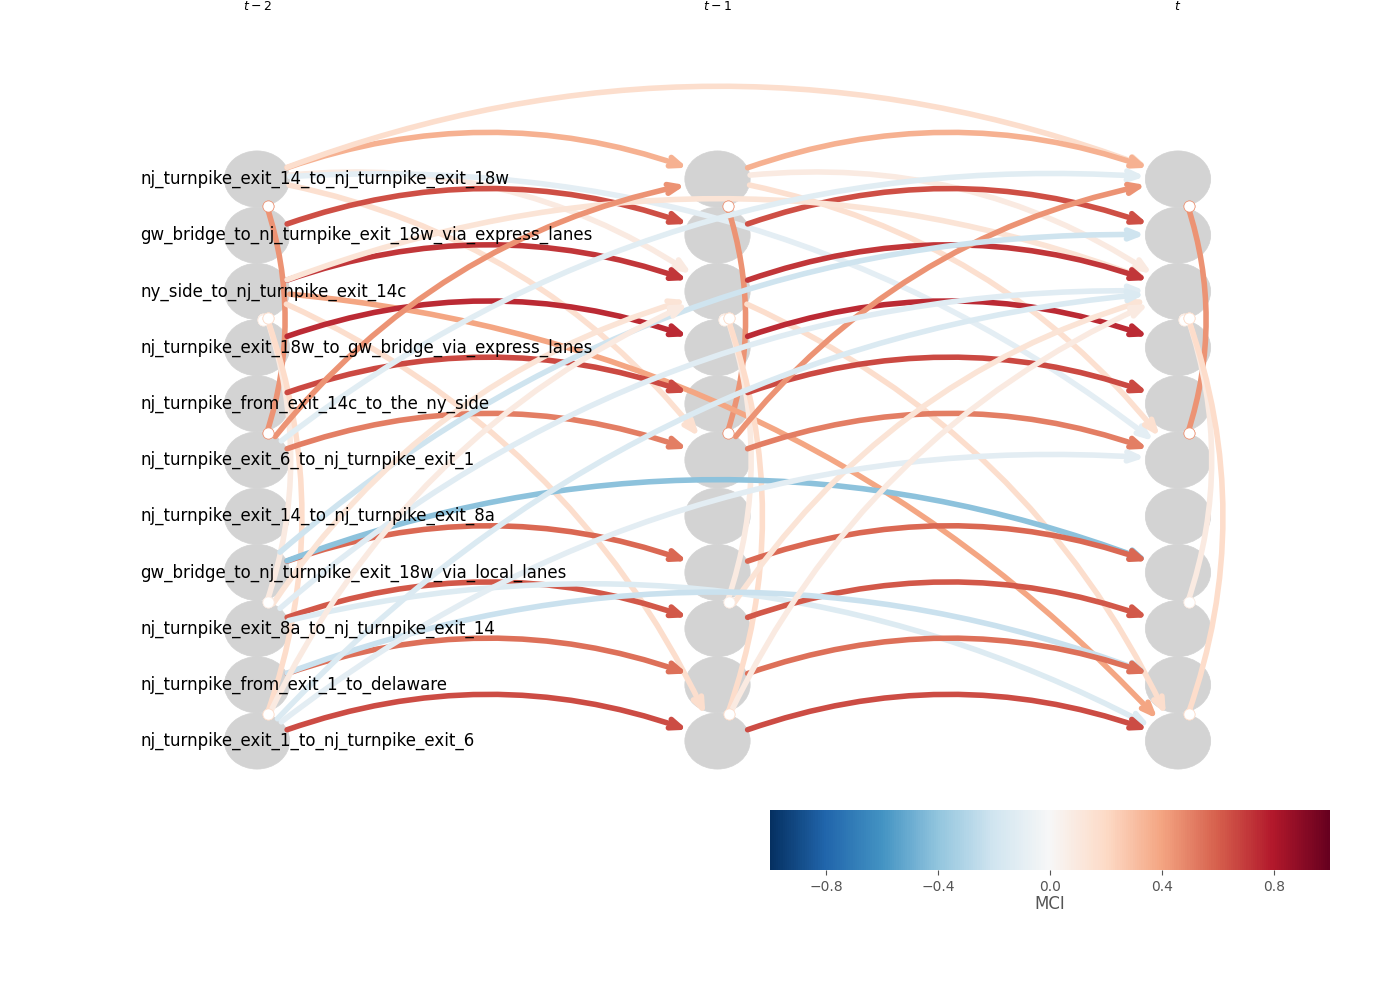 t − 2 t − 1 t
nj_turnpike_exit_14_to_nj_turnpike_exit_18w
gw_bridge_to_nj_turnpike_exit_18w_via_express_lanes
ny_side_to_nj_turnpike_exit_14c
nj_turnpike_exit_18w_to_gw_bridge_via_express_lanes
nj_turnpike_from_exit_14c_to_the_ny_side
nj_turnpike_exit_6_to_nj_turnpike_exit_1
nj_turnpike_exit_14_to_nj_turnpike_exit_8a
gw_bridge_to_nj_turnpike_exit_18w_via_local_lanes
nj_turnpike_exit_8a_to_nj_turnpike_exit_14
nj_turnpike_from_exit_1_to_delaware
nj_turnpike_exit_1_to_nj_turnpike_exit_6
−0.8 −0.4 0.0 0.4 0.8
MCI